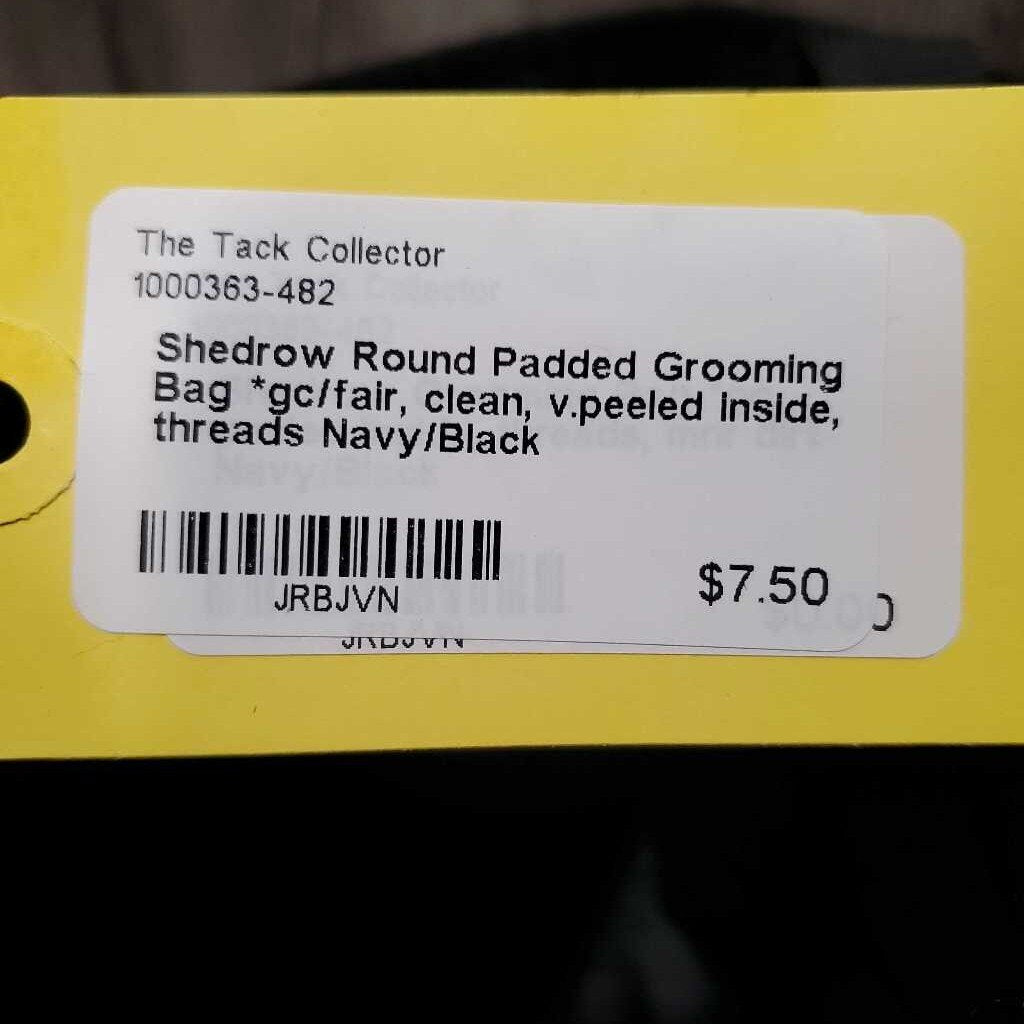 The Tack Collector
1000363-482
Shedrow Round Padded Grooming
Bag *gc/fair, clean, v.peeled inside,
threads Navy/Black
JRBJVN
$7.50